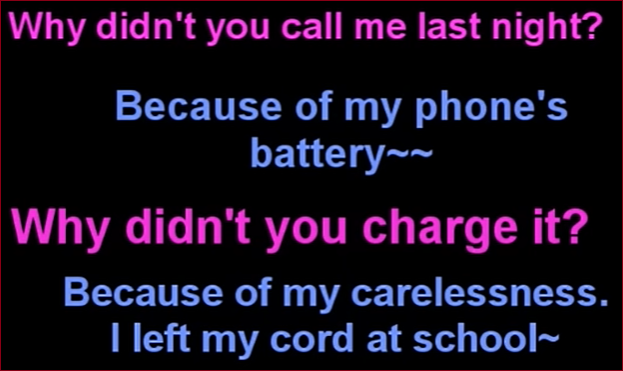 Why didn't you call me last night?
Because of my phone's
battery~~
Why didn't you charge it?
Because of my carelessness.
I left my cord at school~